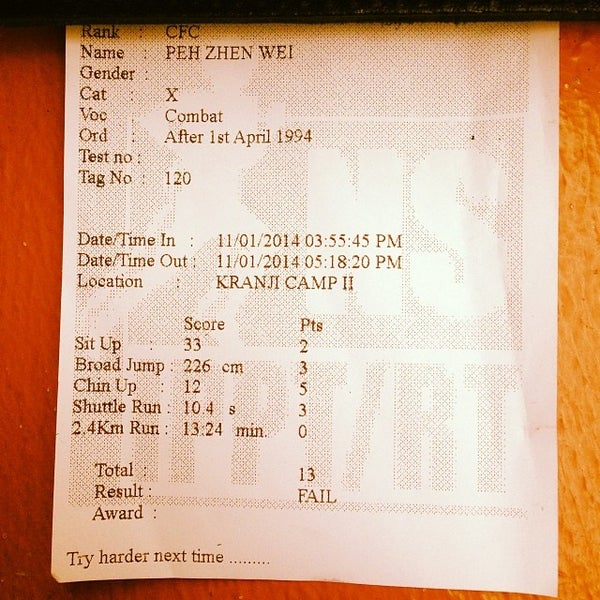 Rank : CFC
Name : PEH ZHEN WEI
Gender :
Cat : X
Voc : Combat
Ord : After 1st April 1994
Test no :
Tag No : 120
Date/Time In : 11/01/2014 03:55:45 PM
Date/Time Out : 11/01/2014 05:18:20 PM
Location : KRANJI CAMP II
Score Pts
Sit Up : 33 2
Broad Jump : 226 cm 3
Chin Up : 12 5
Shuttle Run : 10.4 s 3
2.4Km Run : 13:24 min. 0
Total : 13
Result : FAIL
Award :
Try harder next time .........
NS
IPPT/RT